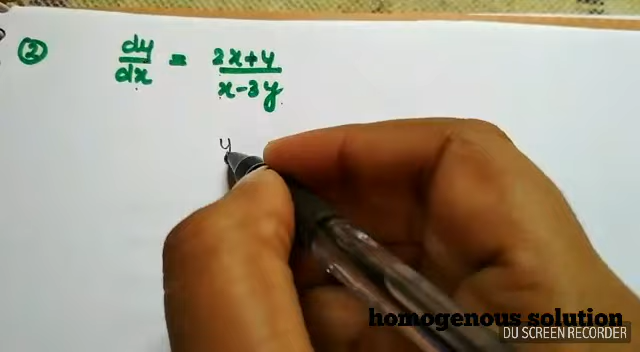 ② dy/dx = 2x+y/x-3y
y
homogenous solution
DU SCREEN RECORDER